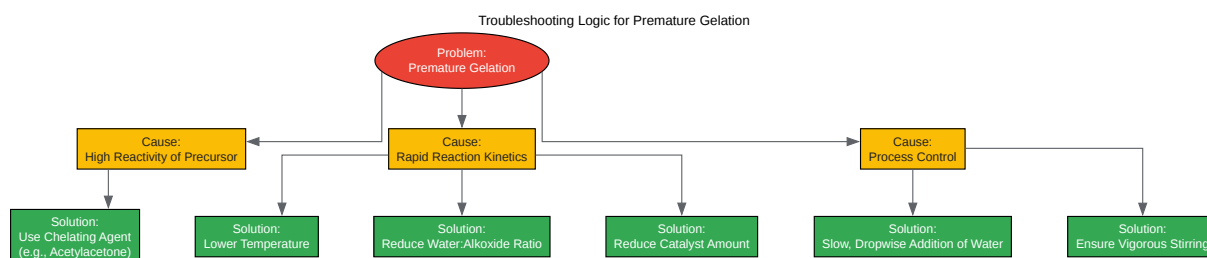 Troubleshooting Logic for Premature Gelation
Problem:
Premature Gelation
Cause:
High Reactivity of Precursor
Cause:
Rapid Reaction Kinetics
Cause:
Process Control
Solution:
Use Chelating Agent
(e.g., Acetylacetone)
Solution:
Lower Temperature
Solution:
Reduce Water:Alkoxide Ratio
Solution:
Reduce Catalyst Amount
Solution:
Slow, Dropwise Addition of Water
Solution:
Ensure Vigorous Stirring